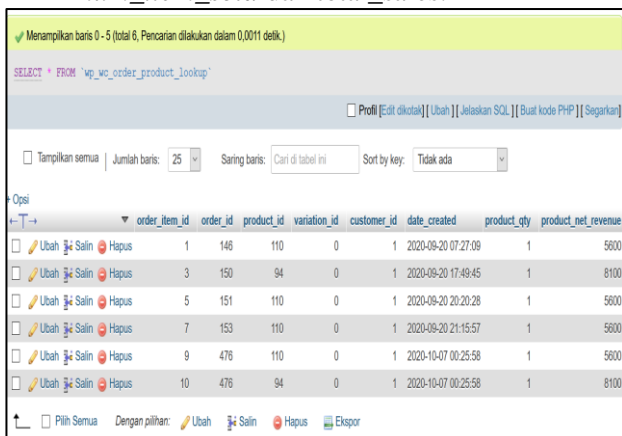 Menampilkan baris 0 - 5 (total 6, Pencarian dilakukan dalam 0,0011 detik.)
SELECT * FROM `wp_wc_order_product_lookup`
Profil [Edit dikotak] [ Ubah ] [ Jelaskan SQL ] [ Buat kode PHP ] [ Segarkan]
Tampilkan semua | Jumlah baris: 25 Saring baris: Cari di tabel ini Sort by key: Tidak ada
+ Opsi
←T→ order_item_id order_id product_id variation_id customer_id date_created product_qty product_net_revenue
Ubah Salin Hapus 1 146 110 0 1 2020-09-20 07:27:09 1 5600
Ubah Salin Hapus 3 150 94 0 1 2020-09-20 17:49:45 1 8100
Ubah Salin Hapus 5 151 110 0 1 2020-09-20 20:20:28 1 5600
Ubah Salin Hapus 7 153 110 0 1 2020-09-20 21:15:57 1 5600
Ubah Salin Hapus 9 476 110 0 1 2020-10-07 00:25:58 1 5600
Ubah Salin Hapus 10 476 94 0 1 2020-10-07 00:25:58 1 8100
Pilih Semua Dengan pilihan: Ubah Salin Hapus Ekspor